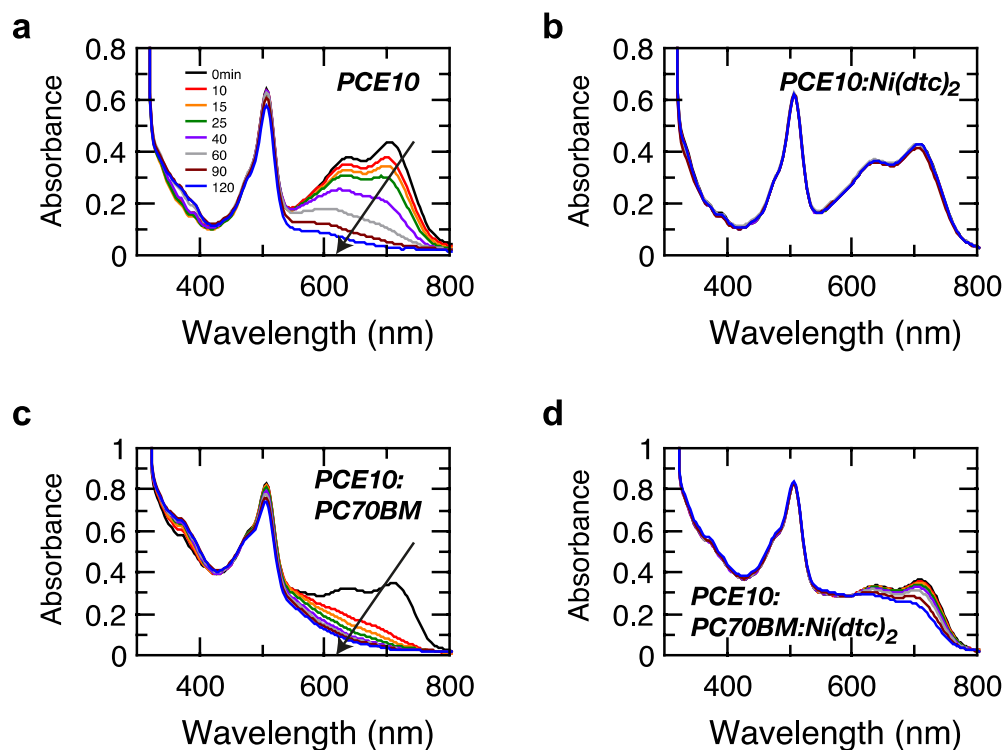 a
0.8
0.6
0.4
0.2
0
Absorbance
0min
10
15
25
40
60
90
120
PCE10
400
600
800
Wavelength (nm)
b
0.8
0.6
0.4
0.2
0
Absorbance
PCE10:Ni(dtc)2
400
600
800
Wavelength (nm)
c
1
0.8
0.6
0.4
0.2
0
Absorbance
PCE10:
PC70BM
400
600
800
Wavelength (nm)
d
1
0.8
0.6
0.4
0.2
0
Absorbance
PCE10:
PC70BM:Ni(dtc)2
400
600
800
Wavelength (nm)